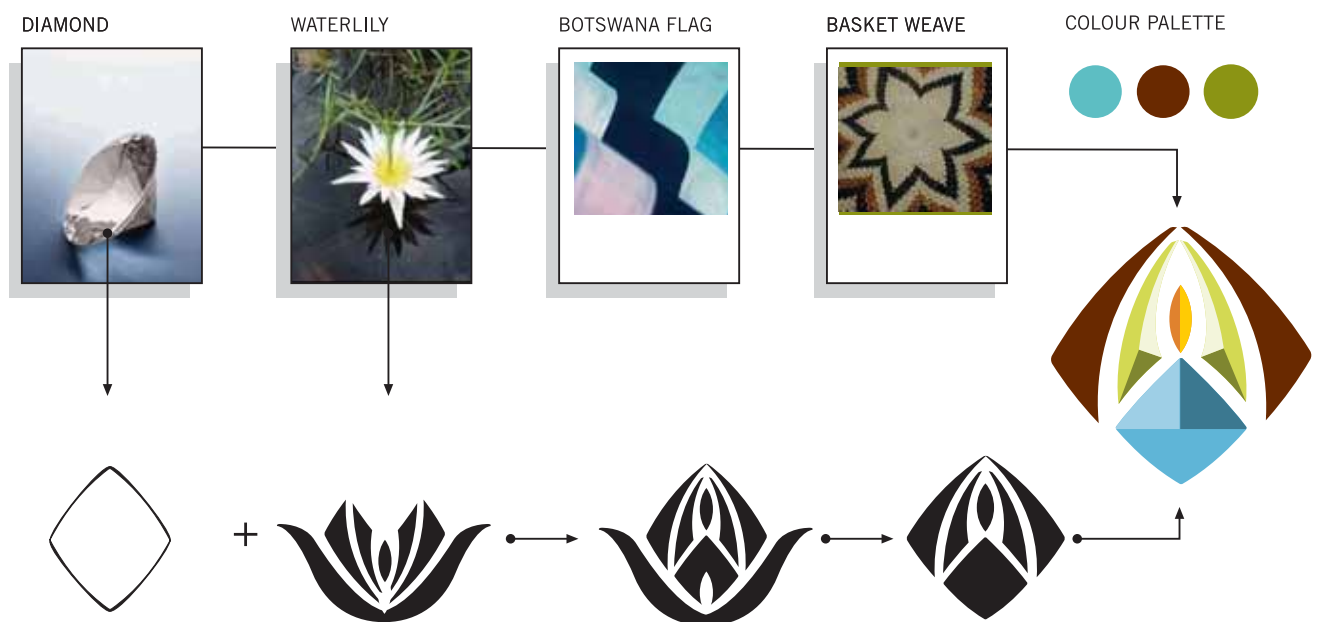 DIAMOND
WATERLILY
BOTSWANA FLAG
BASKET WEAVE
COLOUR PALETTE
+